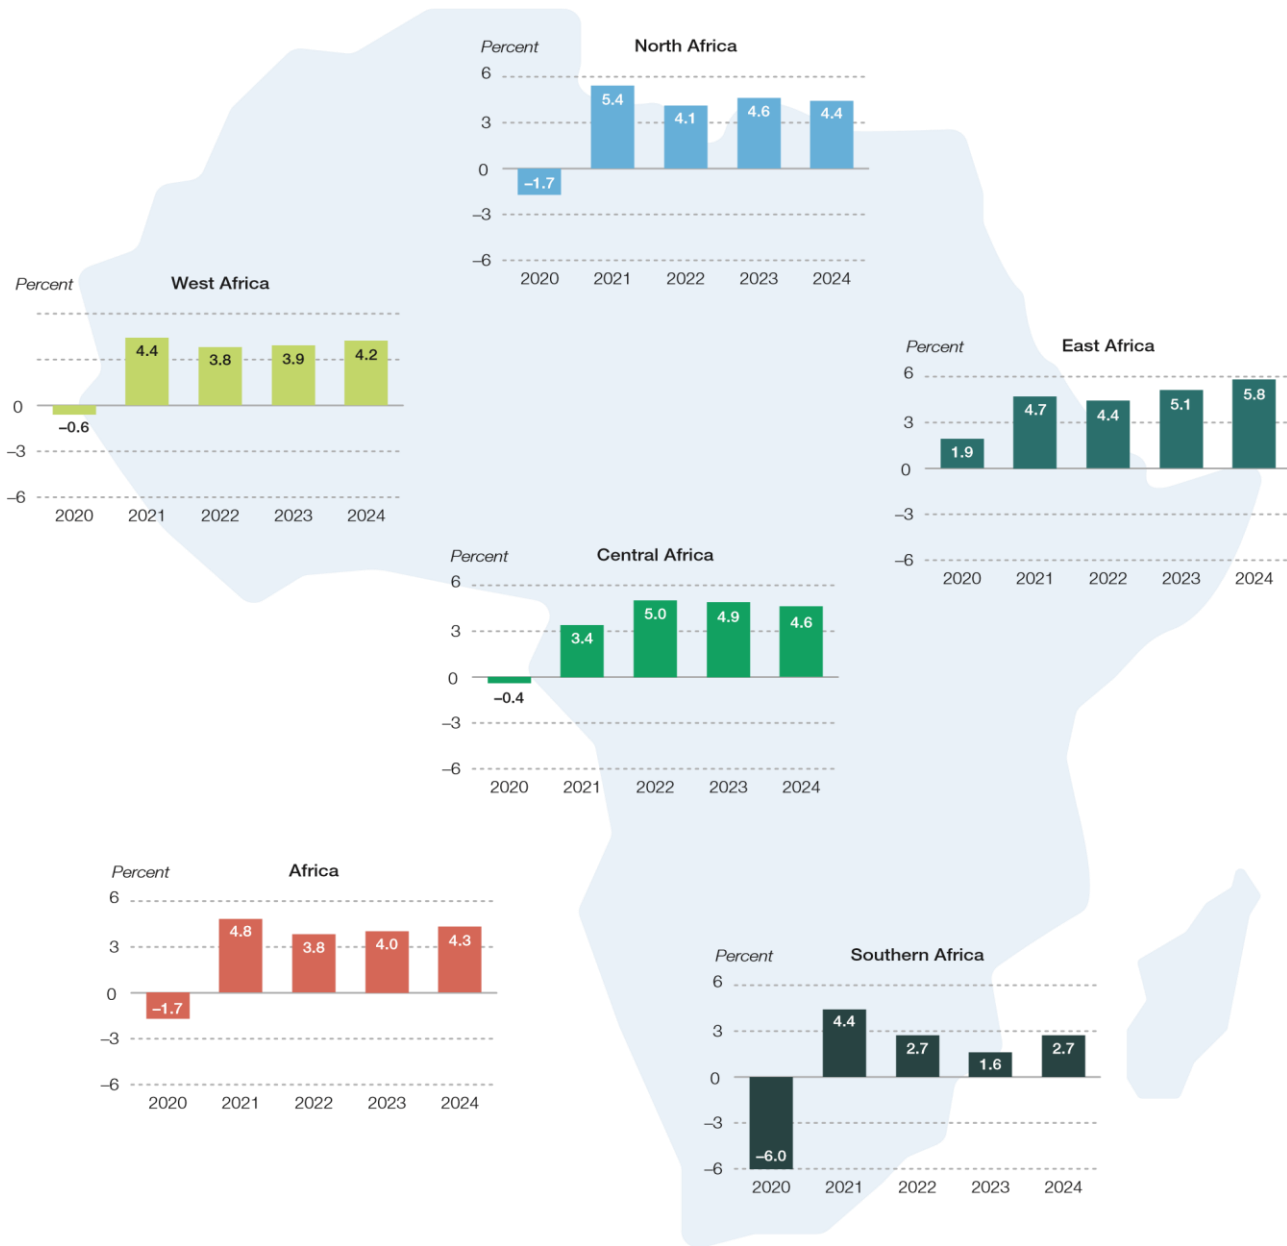 Percent North Africa
6
5.4 4.1 4.6 4.4
3
0
–1.7
–3
–6
2020 2021 2022 2023 2024
Percent West Africa
4.4 3.8 3.9 4.2
0
–0.6
–3
–6
2020 2021 2022 2023 2024
Percent East Africa
6
1.9 4.7 4.4 5.1 5.8
3
0
–3
–6
2020 2021 2022 2023 2024
Percent Central Africa
6
3.4 5.0 4.9 4.6
3
0
–0.4
–3
–6
2020 2021 2022 2023 2024
Percent Africa
6
4.8 3.8 4.0 4.3
3
0
–1.7
–3
–6
2020 2021 2022 2023 2024
Percent Southern Africa
6
4.4 2.7 1.6 2.7
3
0
–3
–6.0
–6
2020 2021 2022 2023 2024